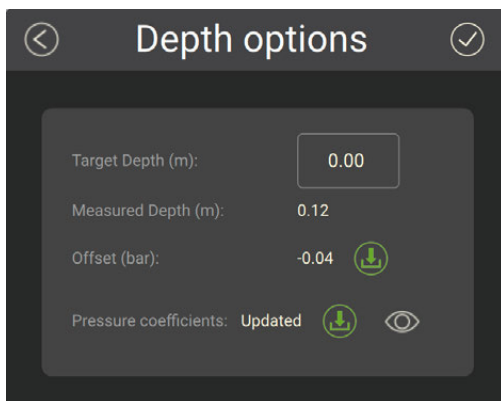 Depth options
Target Depth (m): 0.00
Measured Depth (m): 0.12
Offset (bar): -0.04
Pressure coefficients: Updated